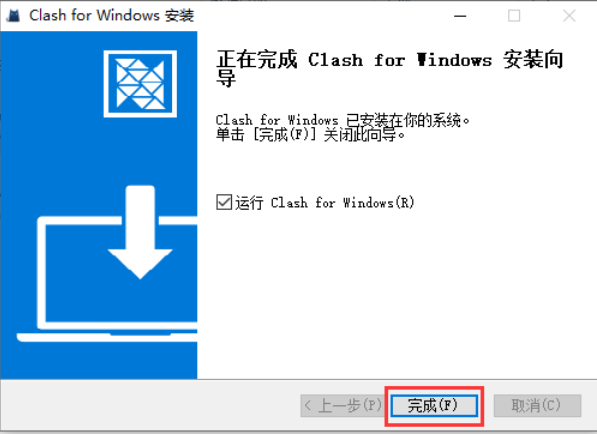 Clash for Windows 安装
正在完成 Clash for Windows 安装向
导
Clash for Windows 已安装在你的系统。
单击 [完成(F)] 关闭此向导。
运行 Clash for Windows(R)
< 上一步(P)
完成(F)
取消(C)